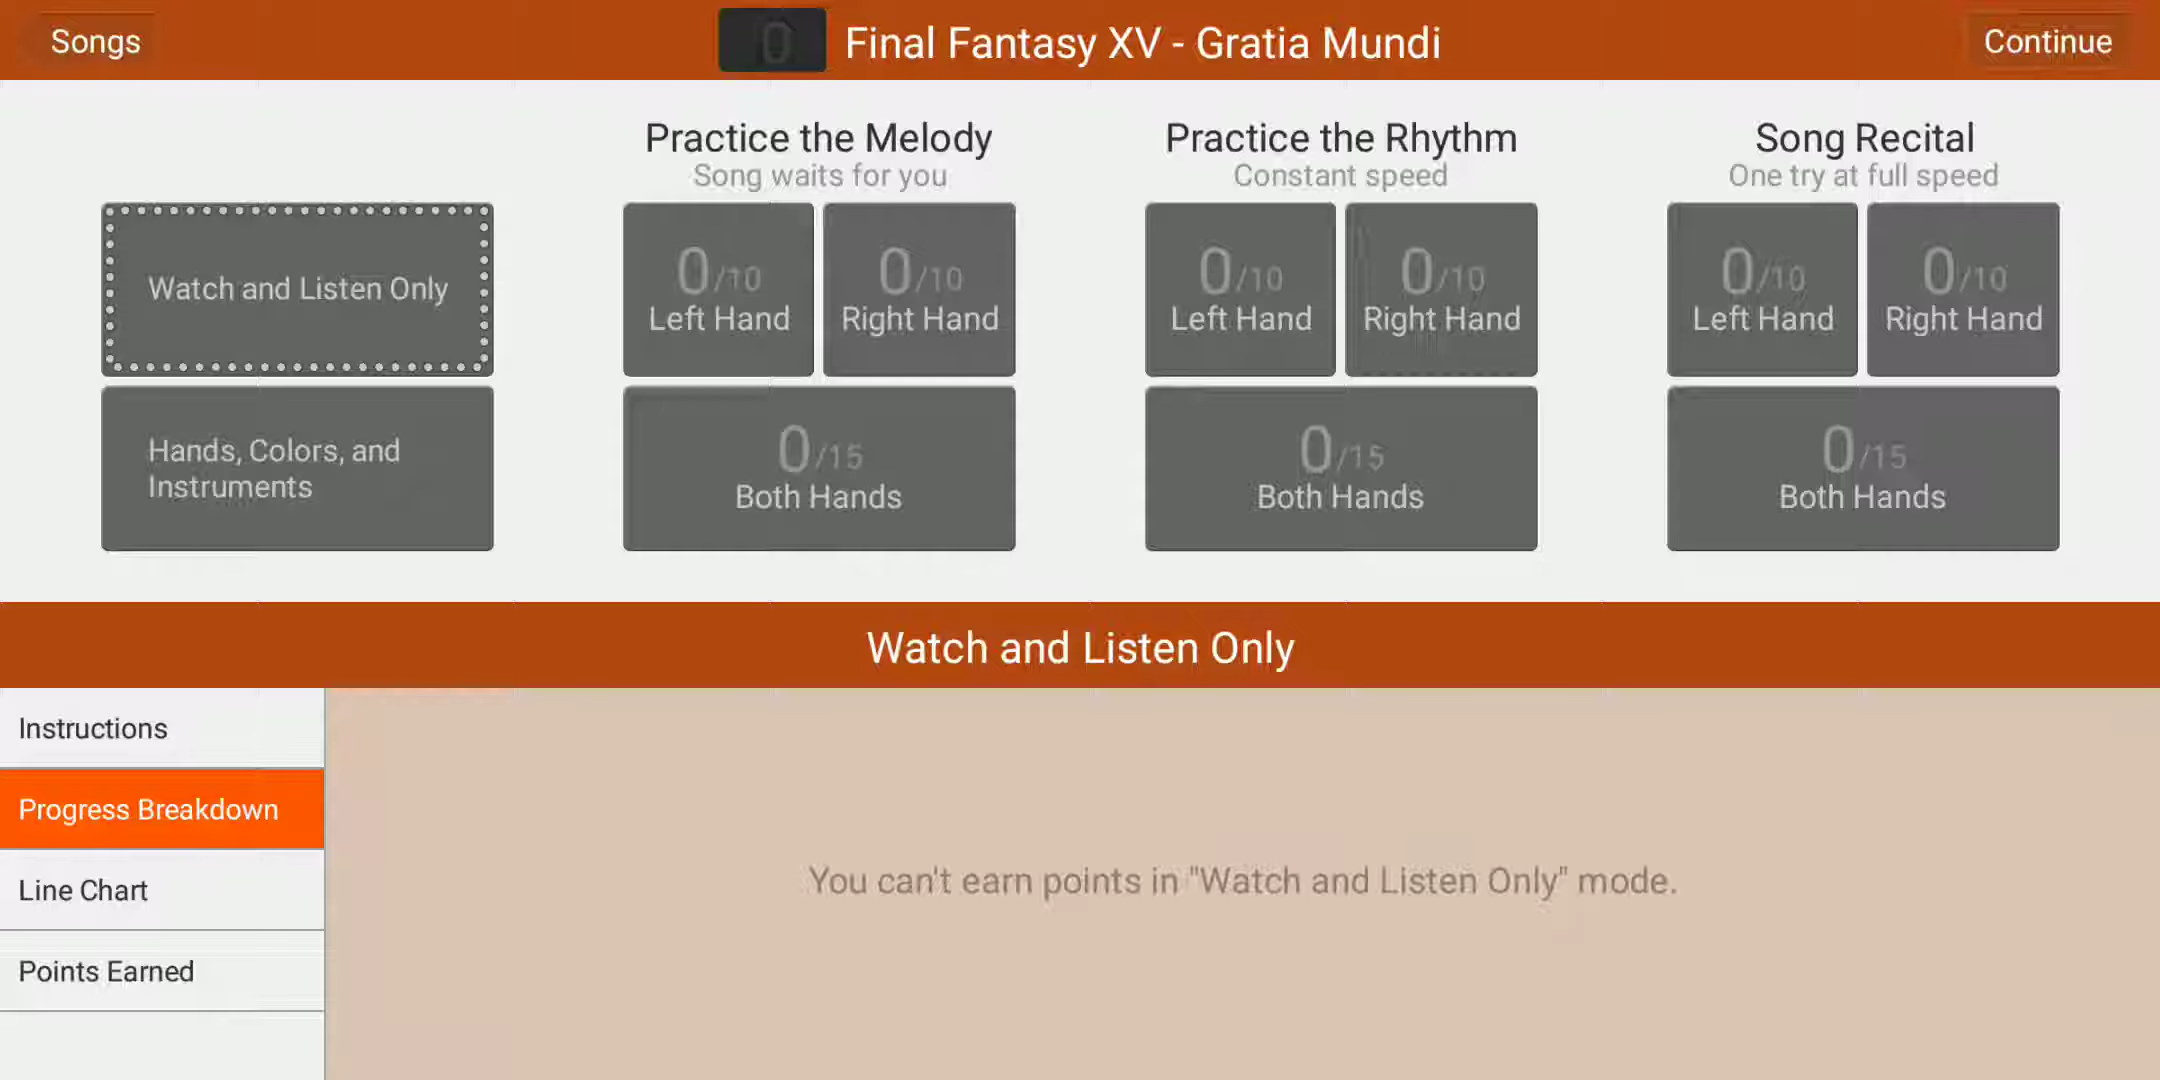 Songs
0
Final Fantasy XV - Gratia Mundi
Continue
Practice the Melody
Song waits for you
Practice the Rhythm
Constant speed
Song Recital
One try at full speed
Watch and Listen Only
0/10
Left Hand
0/10
Right Hand
0/10
Left Hand
0/10
Right Hand
0/10
Left Hand
0/10
Right Hand
Hands, Colors, and
Instruments
0/15
Both Hands
0/15
Both Hands
0/15
Both Hands
Watch and Listen Only
Instructions
Progress Breakdown
Line Chart
Points Earned
You can't earn points in "Watch and Listen Only" mode.